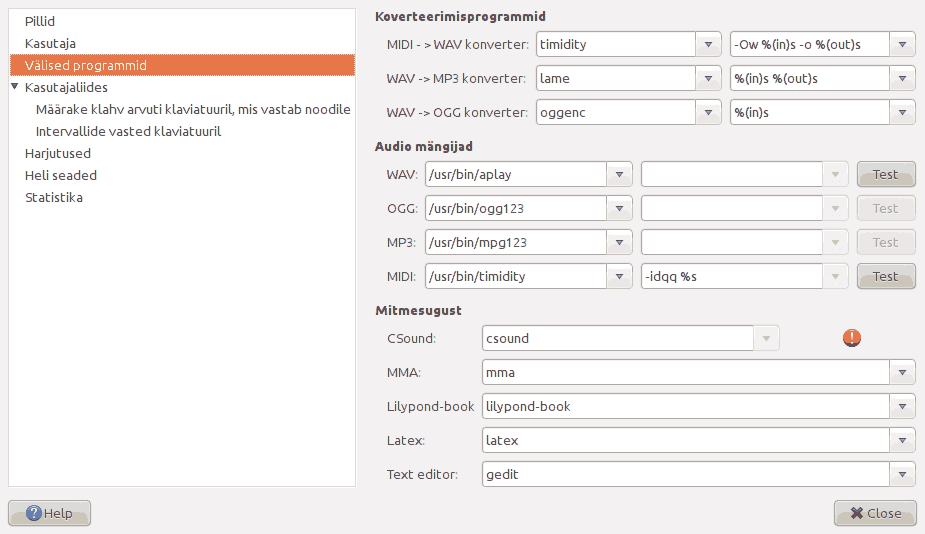 Pillid
Kasutaja
Välised programmid
Kasutajaliides
Määrake klahv arvuti klaviatuuril, mis vastab noodile
Intervallide vasted klaviatuuril
Harjutused
Heli seaded
Statistika
Koverteerimisprogrammid
MIDI - > WAV konverter: timidity -Ow %(in)s -o %(out)s
WAV -> MP3 konverter: lame %(in)s %(out)s
WAV -> OGG konverter: oggenc %(in)s
Audio mängijad
WAV: /usr/bin/aplay Test
OGG: /usr/bin/ogg123 Test
MP3: /usr/bin/mpg123 Test
MIDI: /usr/bin/timidity -idqq %s Test
Mitmesugust
CSound: csound
MMA: mma
Lilypond-book lilypond-book
Latex: latex
Text editor: gedit
Help Close